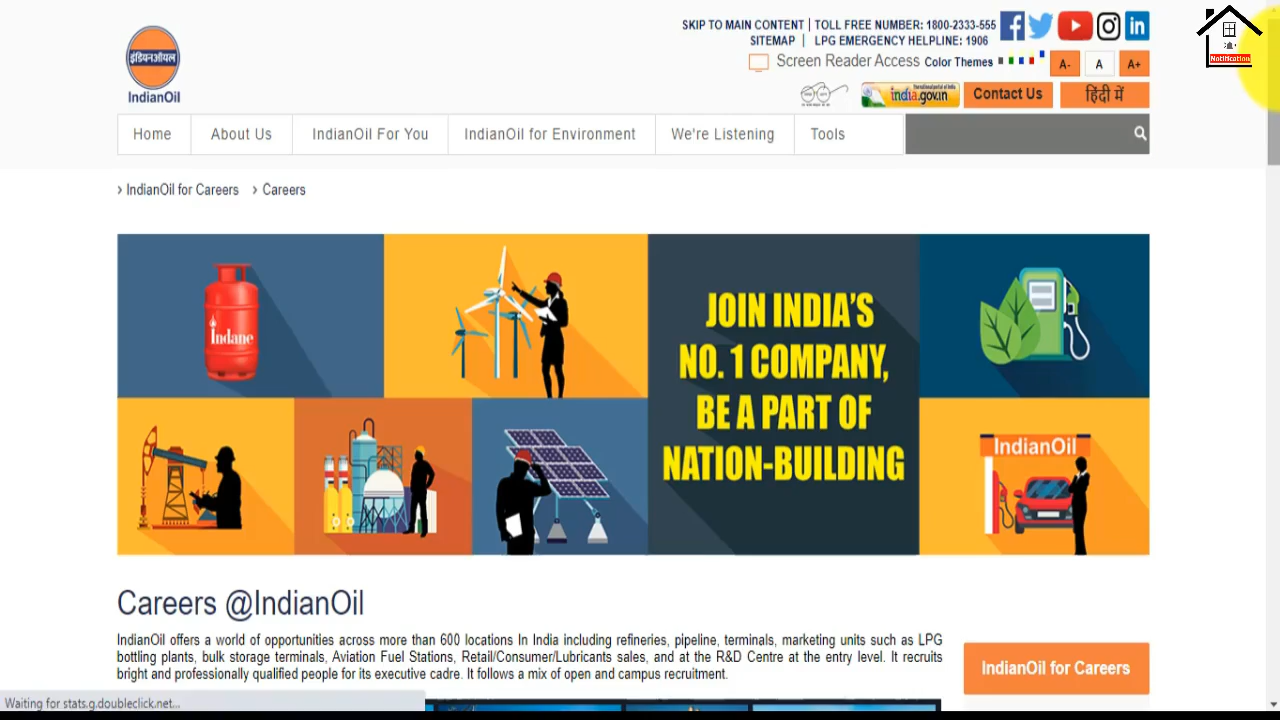 SKIP TO MAIN CONTENT | TOLL FREE NUMBER: 1800-2333-555
SITEMAP | LPG EMERGENCY HELPLINE: 1906
Screen Reader Access Color Themes A- A A+
india.gov.in Contact Us हिंदी में
इंडियनऑयल
IndianOil
Notification
Home About Us IndianOil For You IndianOil for Environment We're Listening Tools
› IndianOil for Careers › Careers
Indane
JOIN INDIA'S
NO. 1 COMPANY,
BE A PART OF
NATION-BUILDING
IndianOil
Careers @IndianOil
IndianOil offers a world of opportunities across more than 600 locations In India including refineries, pipeline, terminals, marketing units such as LPG
bottling plants, bulk storage terminals, Aviation Fuel Stations, Retail/Consumer/Lubricants sales, and at the R&D Centre at the entry level. It recruits
bright and professionally qualified people for its executive cadre. It follows a mix of open and campus recruitment.
IndianOil for Careers
Waiting for stats.g.doubleclick.net...